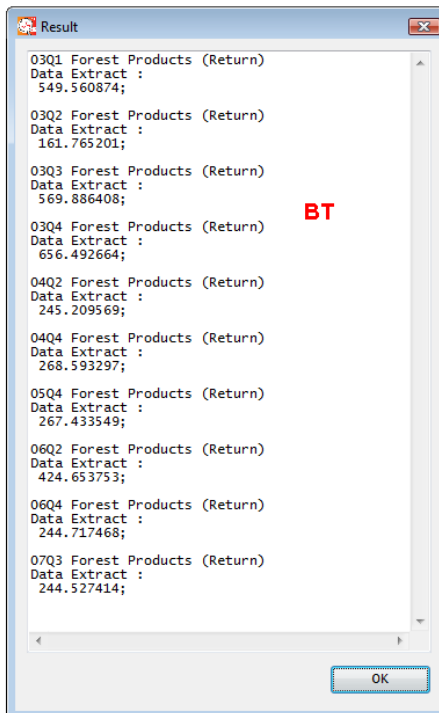 Result
03Q1 Forest Products (Return)
Data Extract :
549.560874;
03Q2 Forest Products (Return)
Data Extract :
161.765201;
03Q3 Forest Products (Return)
Data Extract :
569.886408;
BT
03Q4 Forest Products (Return)
Data Extract :
656.492664;
04Q2 Forest Products (Return)
Data Extract :
245.209569;
04Q4 Forest Products (Return)
Data Extract :
268.593297;
05Q4 Forest Products (Return)
Data Extract :
267.433549;
06Q2 Forest Products (Return)
Data Extract :
424.653753;
06Q4 Forest Products (Return)
Data Extract :
244.717468;
07Q3 Forest Products (Return)
Data Extract :
244.527414;
OK